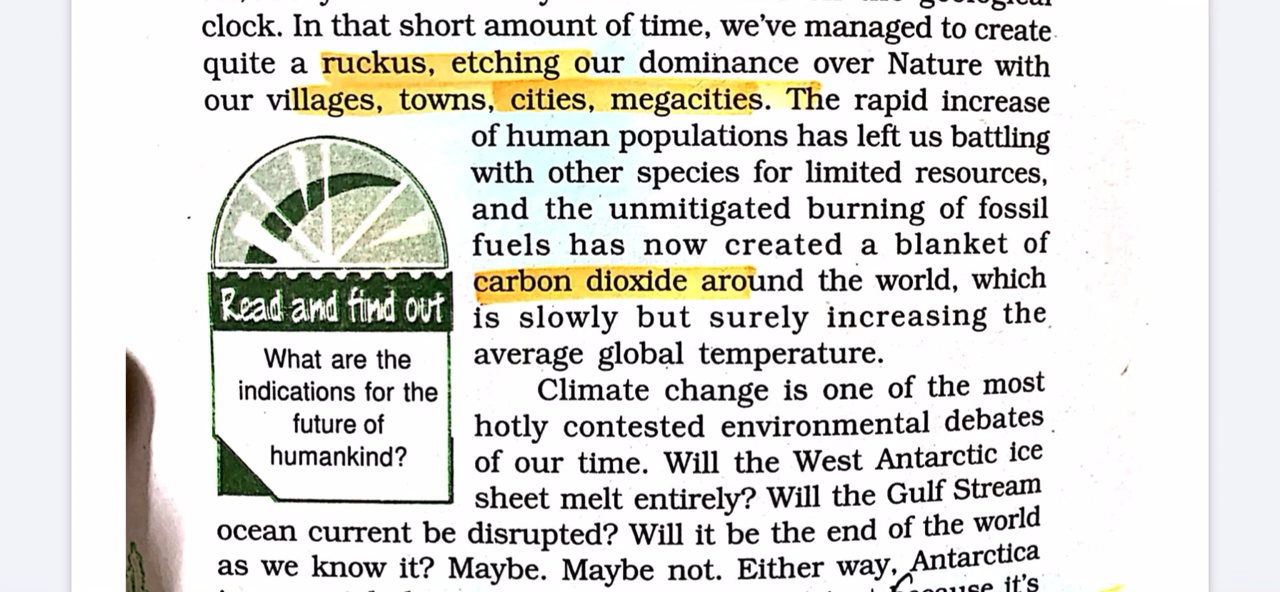 clock. In that short amount of time, we've managed to create
quite a ruckus, etching our dominance over Nature with
our villages, towns, cities, megacities. The rapid increase
of human populations has left us battling
with other species for limited resources,
and the unmitigated burning of fossil
fuels has now created a blanket of
carbon dioxide around the world, which
is slowly but surely increasing the
average global temperature.
Read and find out
What are the
indications for the
future of
humankind?
Climate change is one of the most
hotly contested environmental debates
of our time. Will the West Antarctic ice
sheet melt entirely? Will the Gulf Stream
ocean current be disrupted? Will it be the end of the world
as we know it? Maybe. Maybe not. Either way, Antarctica
it's